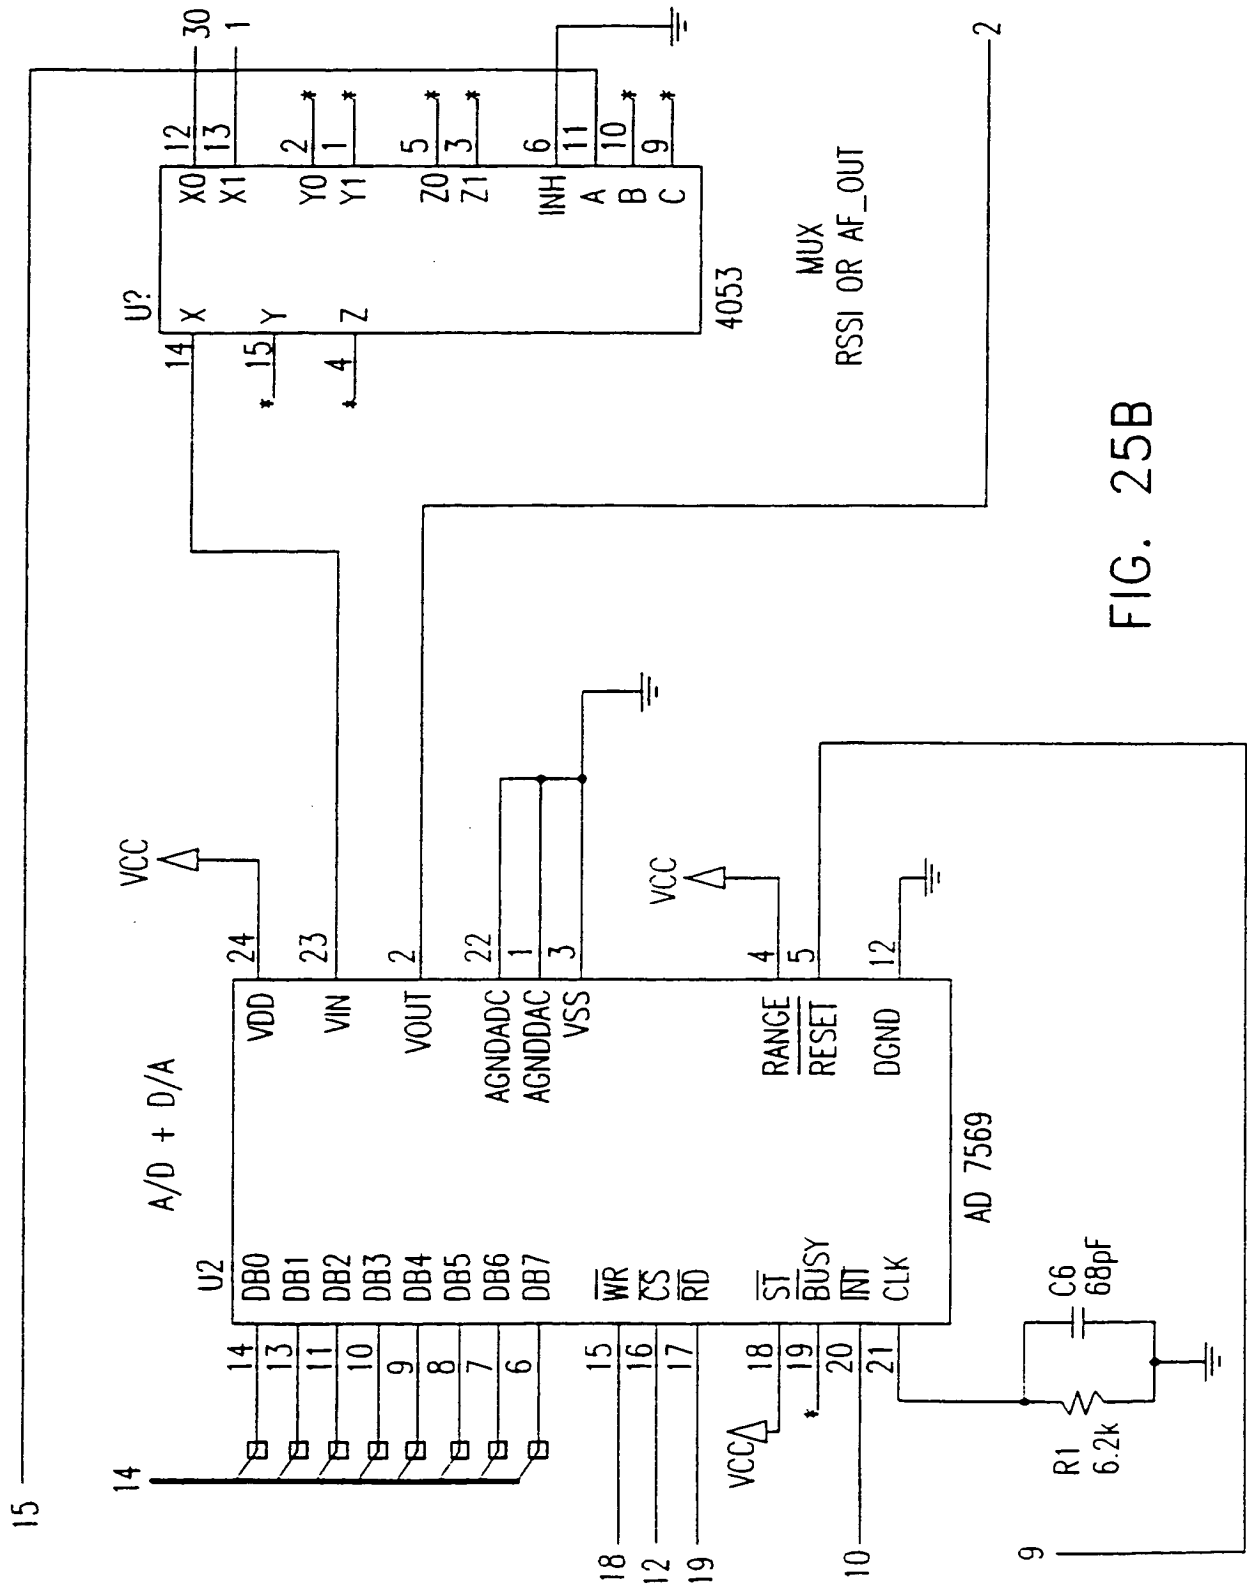 15
14
A/D + D/A
U2
14 DB0
13 DB1
11 DB2
10 DB3
9 DB4
8 DB5
7 DB6
6 DB7
18 15 WR
12 16 CS
19 17 RD
VCC 18 ST
* 19 BUSY
10 20 INT
21 CLK
VDD 24 VCC
VIN 23
VOUT 2
AGNDADC 22
AGNDDAC 1
VSS 3
RANGE 4 VCC
RESET 5
DGND 12
AD 7569
R1
6.2k
C6
68pF
9
U?
14 X
* 15 Y
* 4 Z
X0 12 30
X1 13 1
Y0 2 *
Y1 1 *
Z0 5 *
Z1 3 *
INH 6
A 11
B 10 *
C 9 *
4053
MUX
RSSI OR AF_OUT
2
FIG. 25B